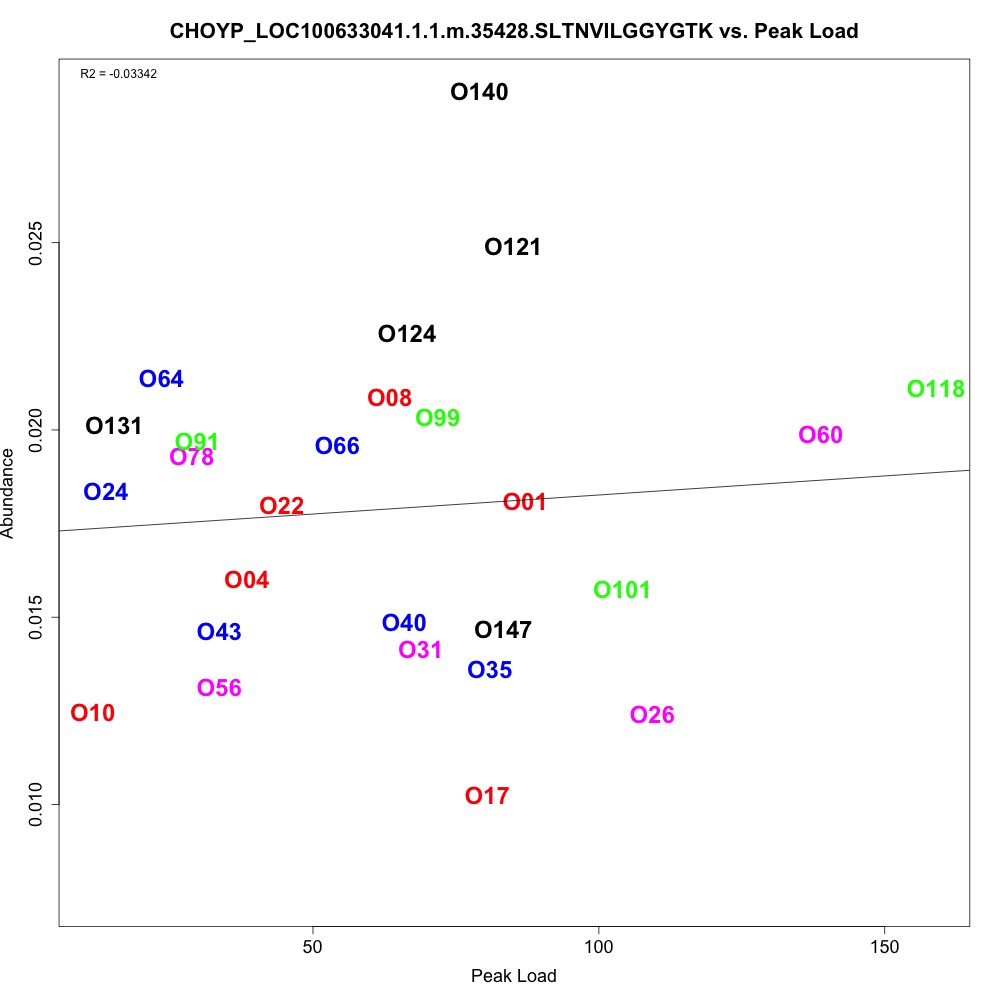 CHOYP_LOC100633041.1.1.m.35428.SLTNVILGGYGTK vs. Peak Load
R2 = -0.03342
O140
O121
O124
O64
O08
O118
O99
O131
O60
O91
O66
O78
O24
O22
O01
O04
O101
O40
O43
O147
O31
O35
O56
O10
O26
O17
0.025
0.020
0.015
0.010
Abundance
50
100
150
Peak Load